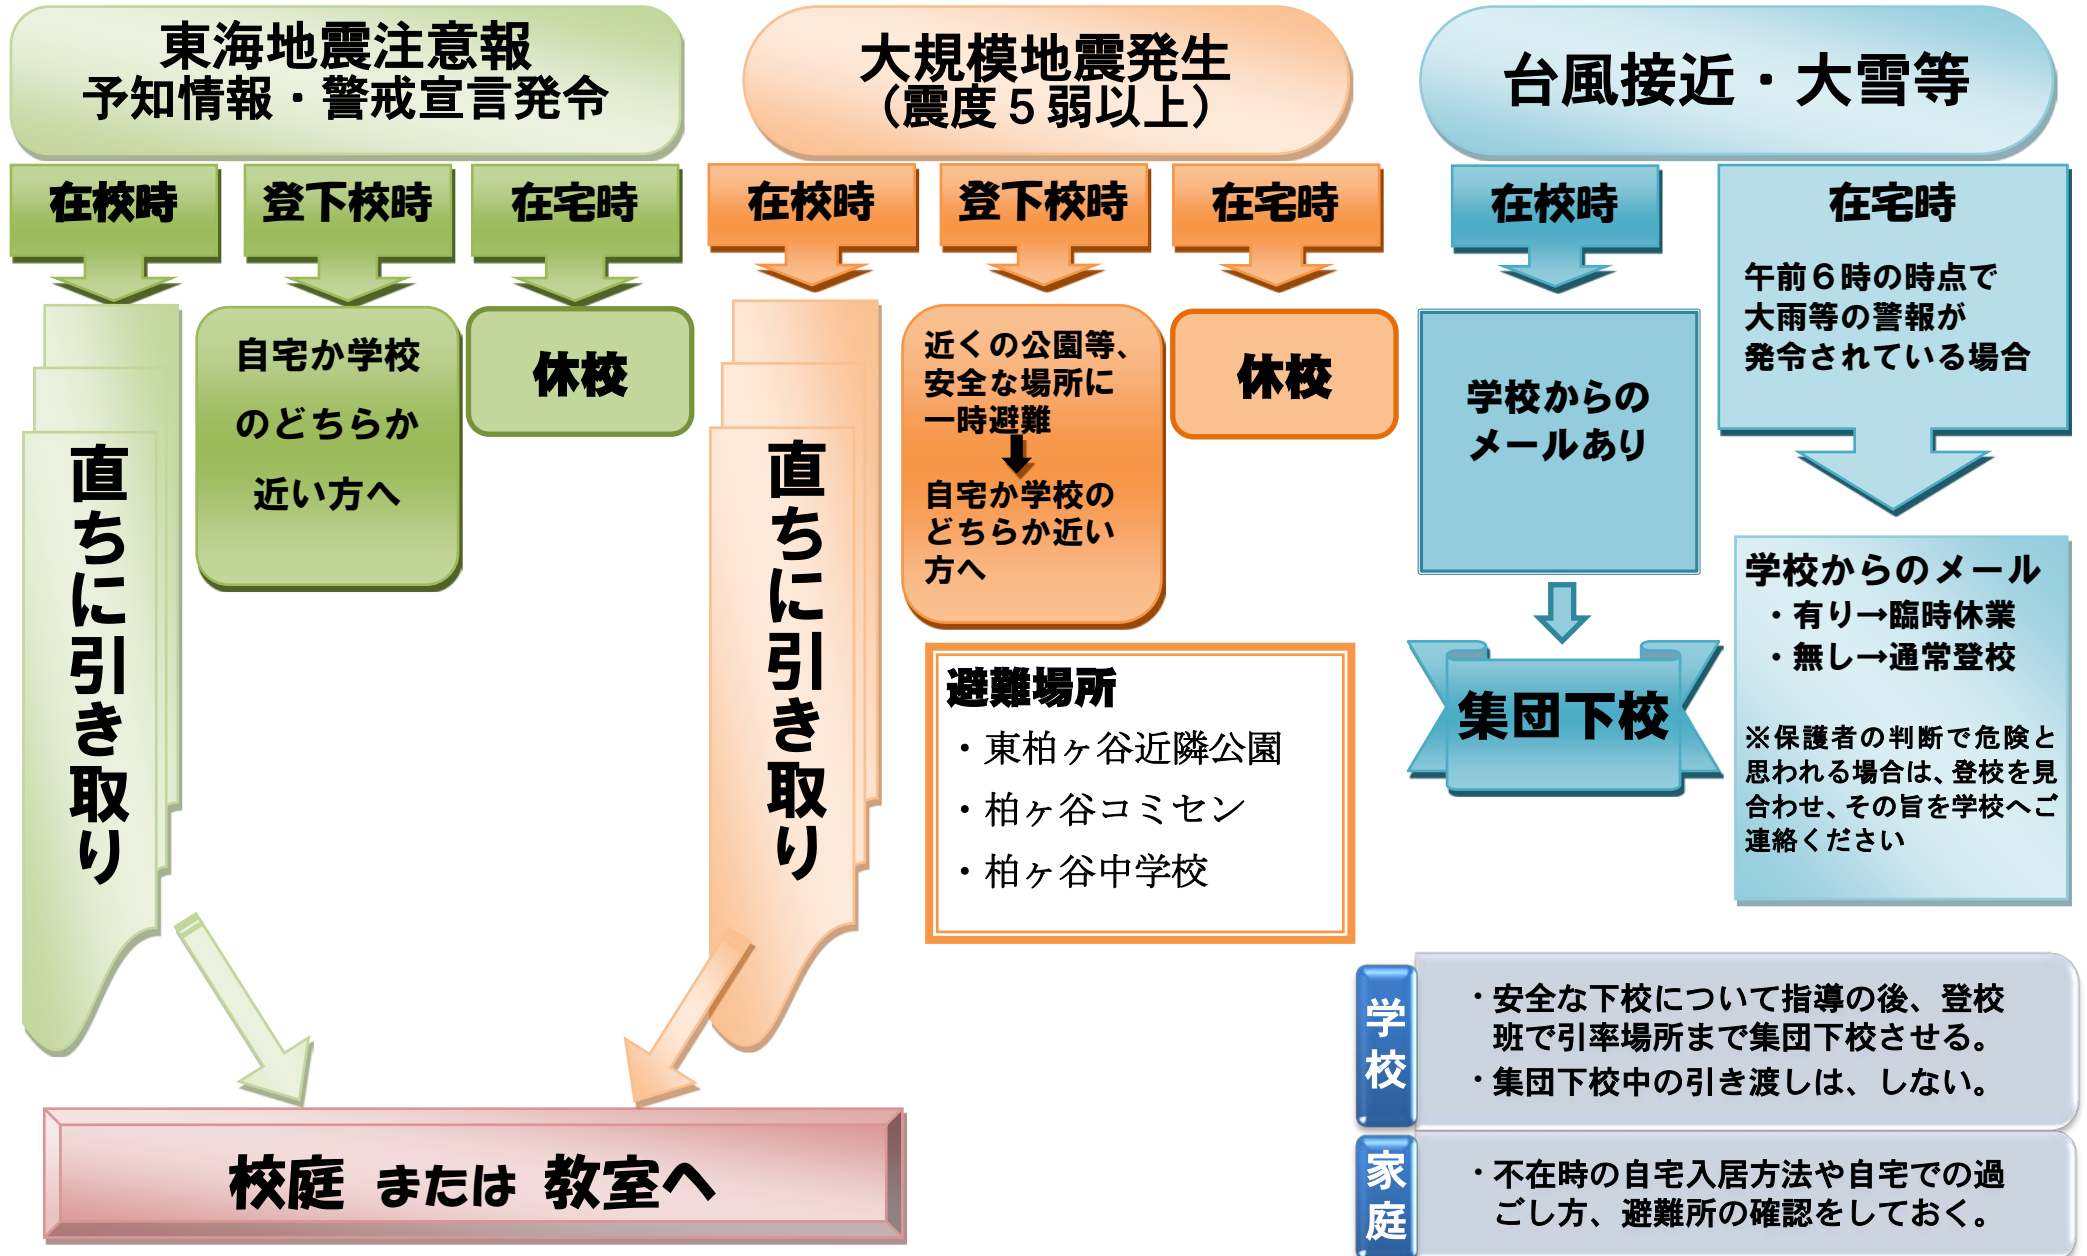 東海地震注意報
予知情報・警戒宣言発令
在校時
登下校時
在宅時
直ちに引き取り
自宅か学校
のどちらか
近い方へ
休校
大規模地震発生
（震度５弱以上）
在校時
登下校時
在宅時
直ちに引き取り
近くの公園等、
安全な場所に
一時避難
自宅か学校の
どちらか近い
方へ
休校
避難場所
・東柏ヶ谷近隣公園
・柏ヶ谷コミセン
・柏ヶ谷中学校
校庭 または 教室へ
台風接近・大雪等
在校時
学校からの
メールあり
集団下校
在宅時
午前６時の時点で
大雨等の警報が
発令されている場合
学校からのメール
・有り→臨時休業
・無し→通常登校
※保護者の判断で危険と
思われる場合は、登校を見
合わせ、その旨を学校へご
連絡ください
学校
・安全な下校について指導の後、登校
班で引率場所まで集団下校させる。
・集団下校中の引き渡しは、しない。
家庭
・不在時の自宅入居方法や自宅での過
ごし方、避難所の確認をしておく。